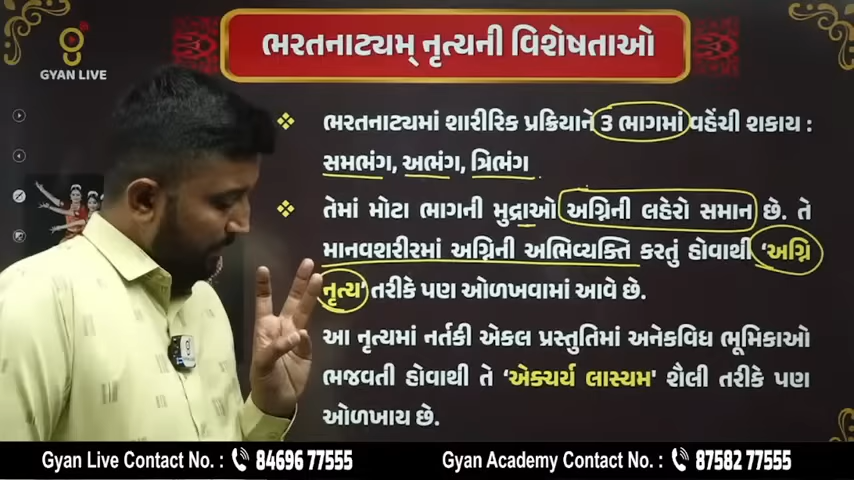 ભરતનાટ્યમ્ નૃત્યની વિશેષતાઓ
GYAN LIVE
❖ ભરતનાટ્યમાં શારીરિક પ્રક્રિયાને 3 ભાગમાં વહેંચી શકાય :
સમભંગ, અભંગ, ત્રિભંગ
❖ તેમાં મોટા ભાગની મુદ્રાઓ અગ્નિની લહેરો સમાન છે. તે
માનવશરીરમાં અગ્નિની અભિવ્યક્તિ કરતું હોવાથી 'અગ્નિ
નૃત્ય' તરીકે પણ ઓળખવામાં આવે છે.
આ નૃત્યમાં નર્તકી એકલ પ્રસ્તુતિમાં અનેકવિધ ભૂમિકાઓ
ભજવતી હોવાથી તે 'એકચર્ય લાસ્યમ' શૈલી તરીકે પણ
ઓળખાય છે.
Gyan Live Contact No. : 84696 77555 Gyan Academy Contact No. : 87582 77555